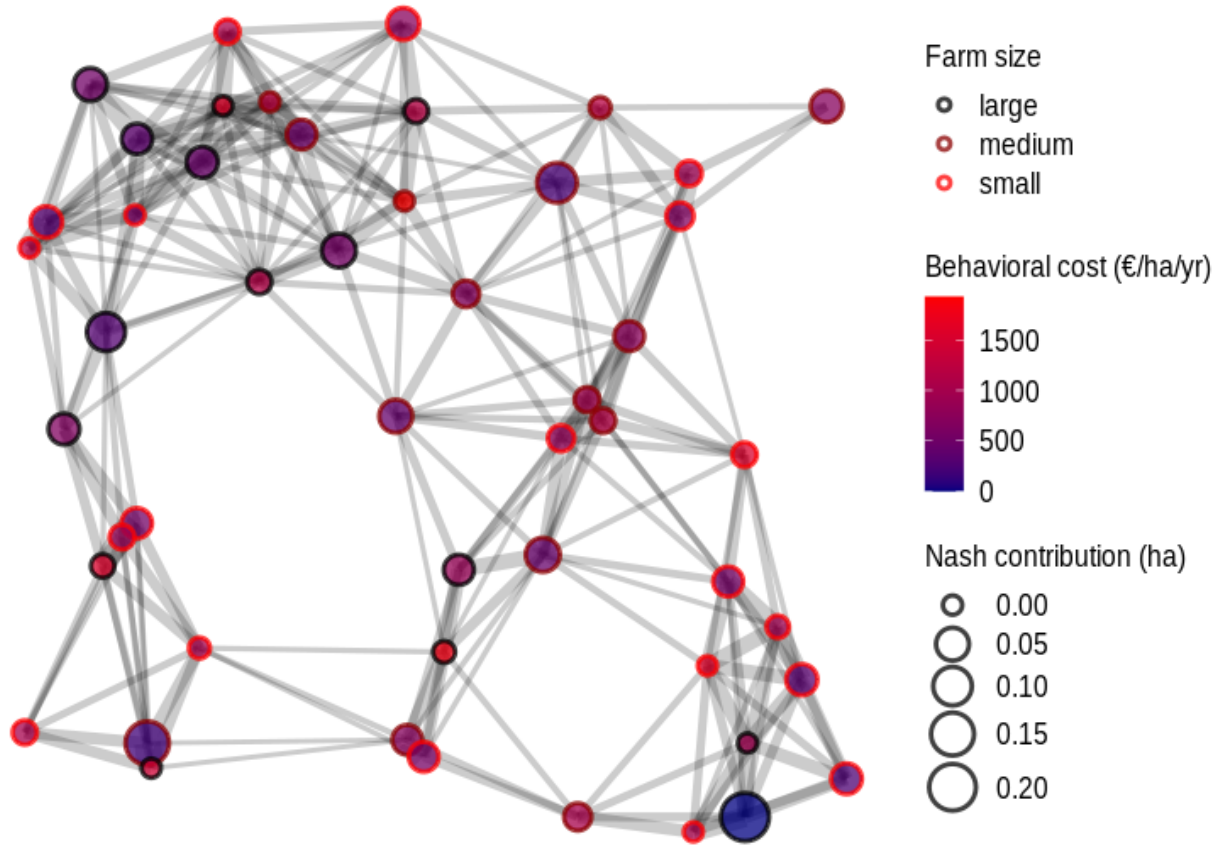 Farm size
large
medium
small
Behavioral cost (€/ha/yr)
1500
1000
500
0
Nash contribution (ha)
0.00
0.05
0.10
0.15
0.20